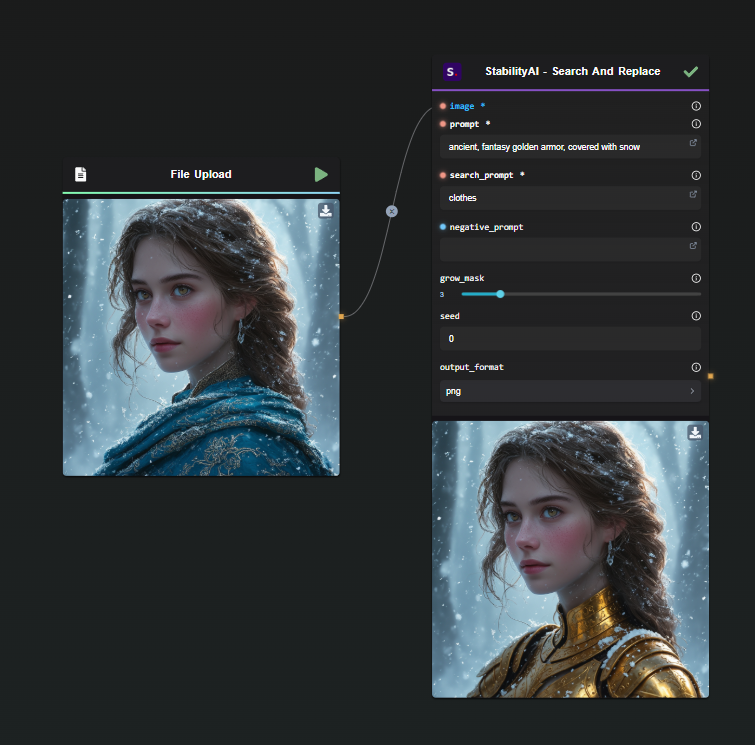 File Upload
S.
StabilityAI - Search And Replace
image *
prompt *
ancient, fantasy golden armor, covered with snow
search_prompt *
clothes
negative_prompt
grow_mask
3
seed
0
output_format
png